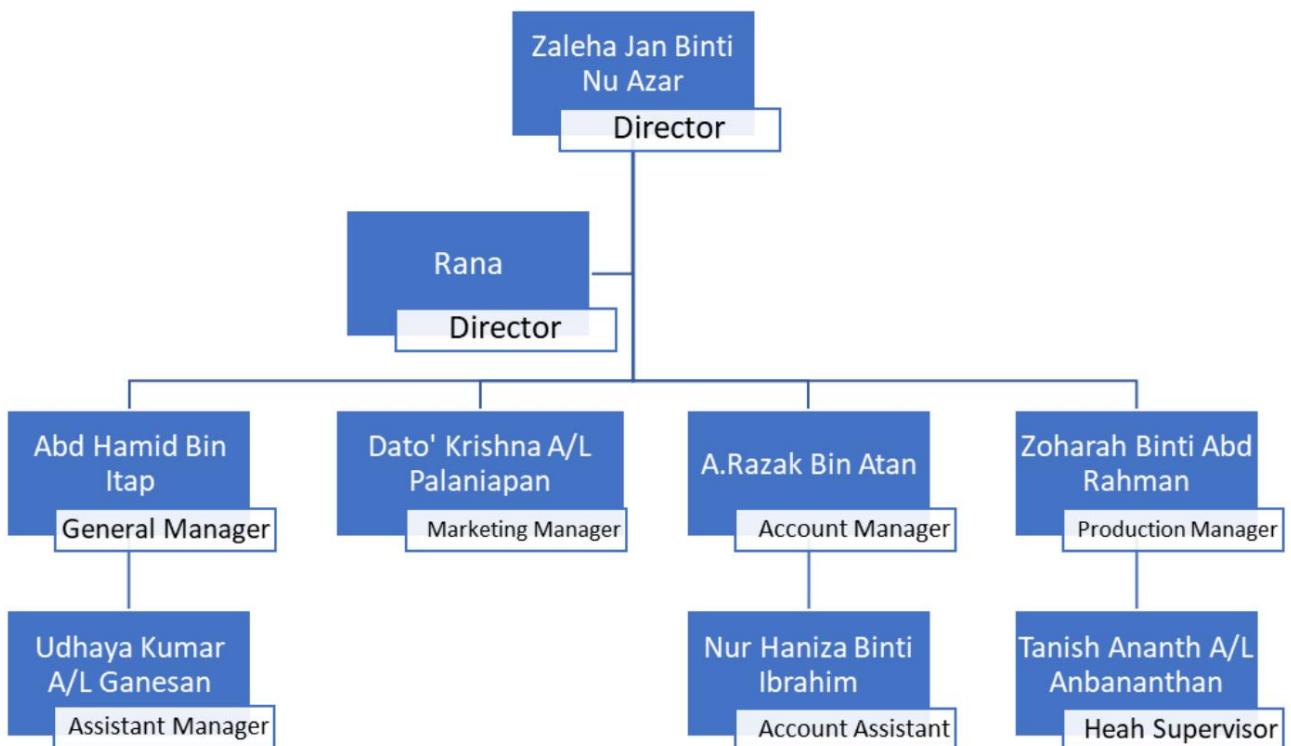 Zaleha Jan Binti
Nu Azar
Director
Rana
Director
Abd Hamid Bin
Itap
General Manager
Dato' Krishna A/L
Palaniapan
Marketing Manager
A.Razak Bin Atan
Account Manager
Zoharah Binti Abd
Rahman
Production Manager
Udhaya Kumar
A/L Ganesan
Assistant Manager
Nur Haniza Binti
Ibrahim
Account Assistant
Tanish Ananth A/L
Anbananthan
Heah Supervisor